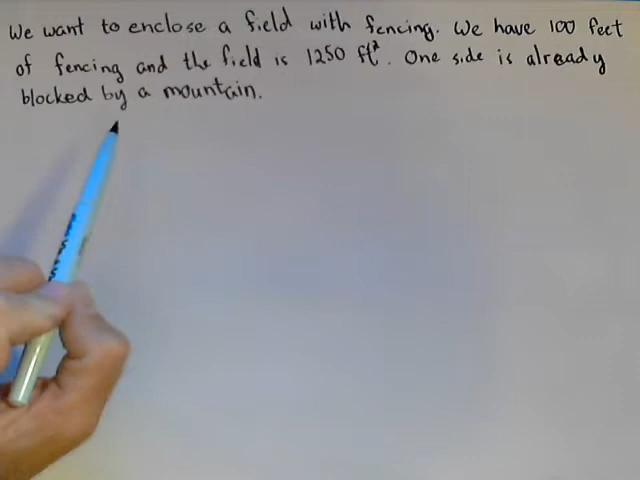 We want to enclose a field with fencing. We have 100 feet
of fencing and the field is 1250 ft². One side is already
blocked by a mountain.